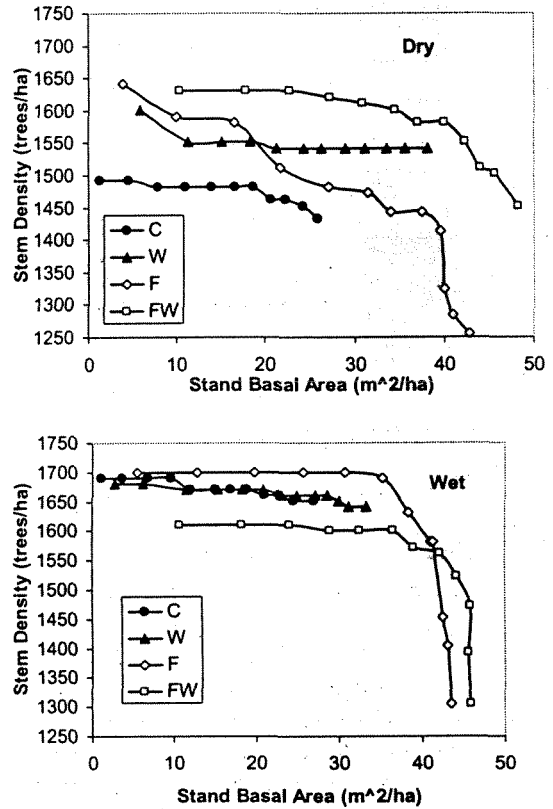 1750
1700
1650
1600
1550
1500
1450
1400
1350
1300
1250
Stem Density (trees/ha)
Dry
C
W
F
FW
0 10 20 30 40 50
Stand Basal Area (m^2/ha)
1750
1700
1650
1600
1550
1500
1450
1400
1350
1300
1250
Stem Density (trees/ha)
Wet
C
W
F
FW
0 10 20 30 40 50
Stand Basal Area (m^2/ha)